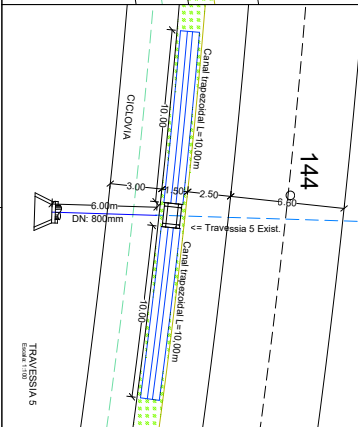 Canal trapezoidal L=10,00m
10.00
CICLOVIA
144
3.00
1.50
2.50
6.50
6.00m
DN: 800mm
<= Travessia 5 Exist.
Canal trapezoidal L=10,00m
10.00
TRAVESSIA 5
Escala: 1:100